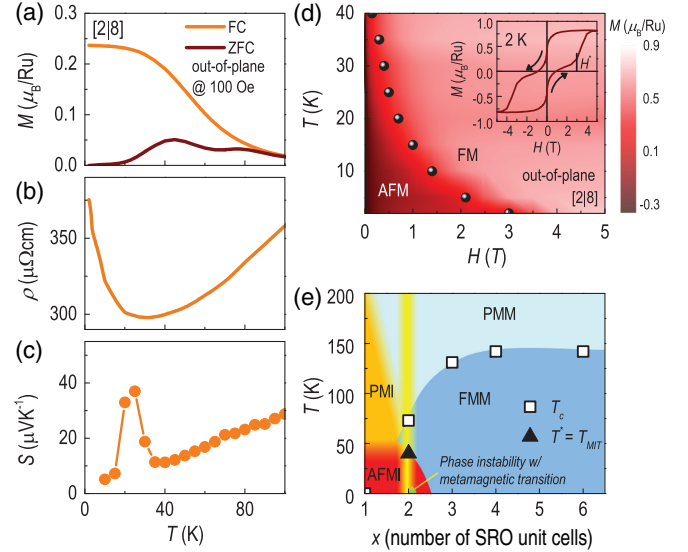 (a)
[2|8]
FC
ZFC
out-of-plane
@ 100 Oe
M (μB/Ru)
0.3
0.2
0.1
0.0
(b)
ρ (μΩcm)
350
300
(c)
S (μVK⁻¹)
40
20
0
0 20 40 60 80 100
T (K)
(d)
T (K)
40
30
20
10
AFM
FM
out-of-plane
[2|8]
0 1 2 3 4 5
H (T)
2 K
H*
M (μB/Ru)
1.0
0.5
0.0
-0.5
-1.0
-4 -2 0 2 4
H (T)
M (μB/Ru)
0.9
0.4
0.1
-0.3
(e)
T (K)
200
150
100
50
0
PMM
PMI
FMM
AFMI
Tc
T* = TMIT
Phase instability w/
metamagnetic transition
1 2 3 4 5 6
x (number of SRO unit cells)